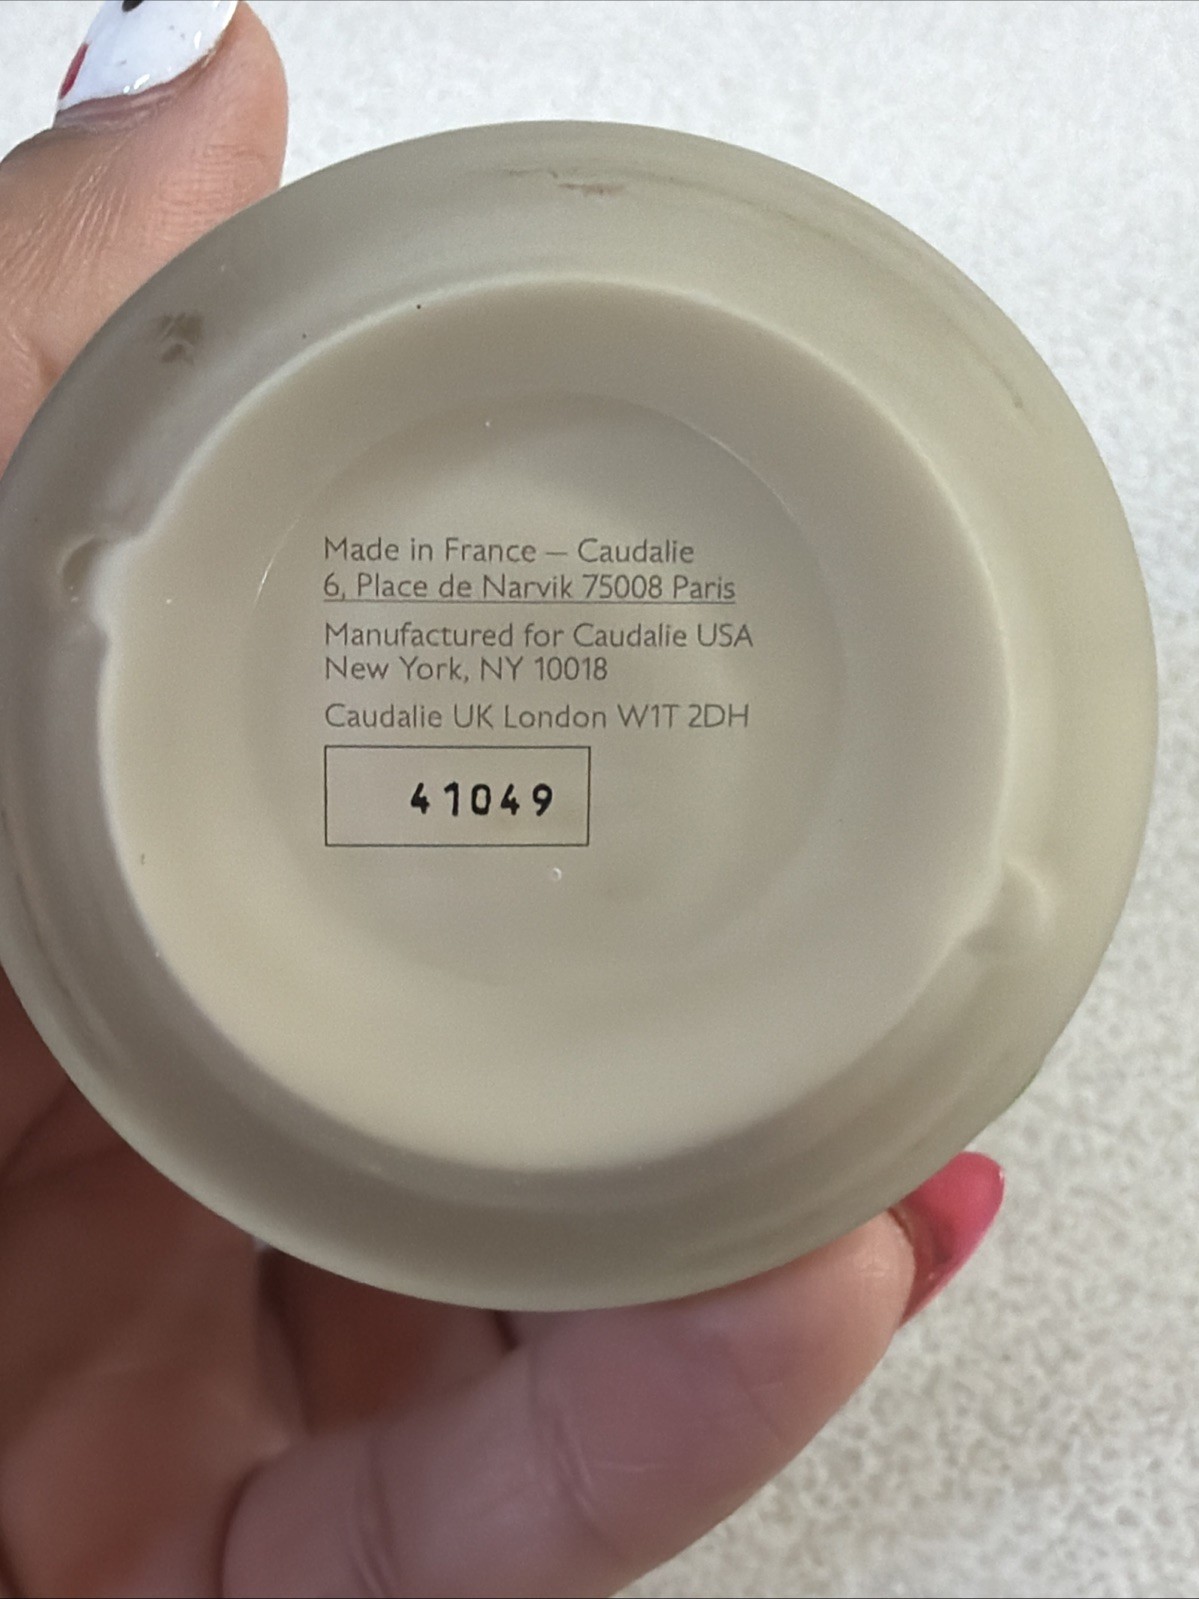 Made in France — Caudalie
6, Place de Narvik 75008 Paris
Manufactured for Caudalie USA
New York, NY 10018
Caudalie UK London W1T 2DH
41049